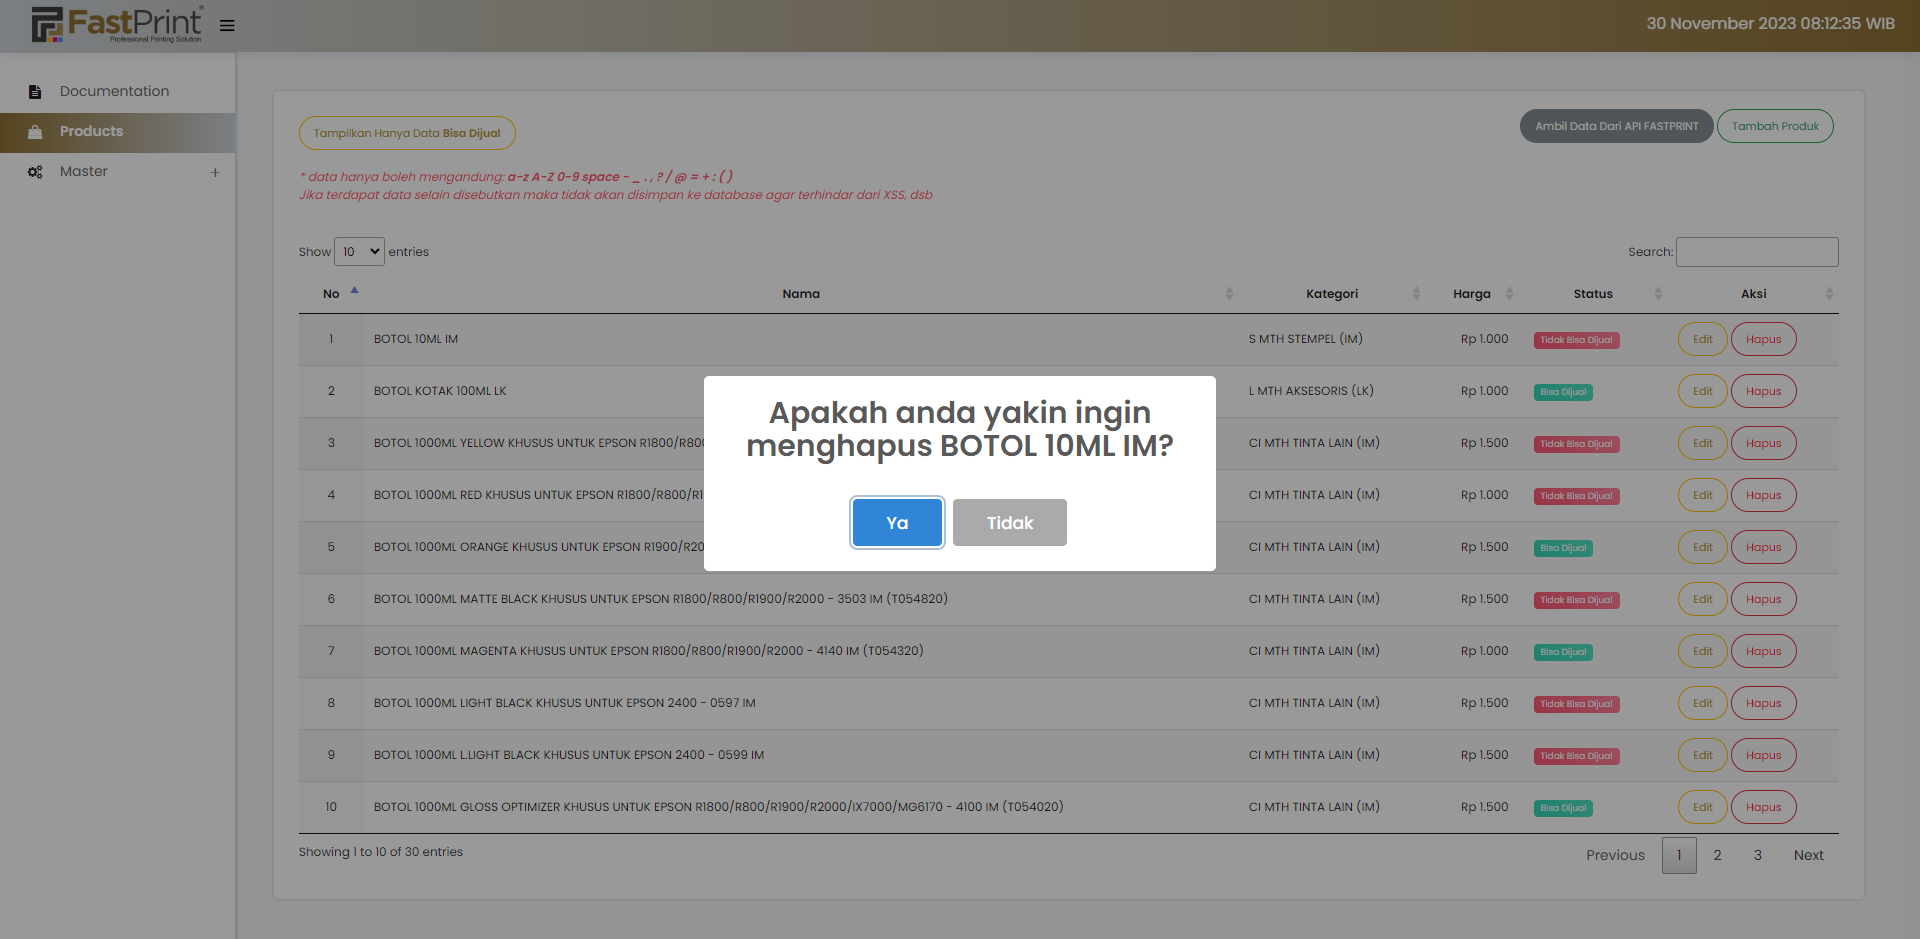 FastPrint®
Professional Printing Solution
30 November 2023 08:12:35 WIB
Documentation
Products
Master +
Tampilkan Hanya Data Bisa Dijual
Ambil Data Dari API FASTPRINT
Tambah Produk
* data hanya boleh mengandung: a-z A-Z 0-9 space - _ . , ? / @ = + : ( )
Jika terdapat data selain disebutkan maka tidak akan disimpan ke database agar terhindar dari XSS, dsb
Show 10 entries
Search:
No Nama Kategori Harga Status Aksi
1 BOTOL 10ML IM S MTH STEMPEL (IM) Rp 1.000 Tidak Bisa Dijual Edit Hapus
2 BOTOL KOTAK 100ML LK L MTH AKSESORIS (LK) Rp 1.000 Bisa Dijual Edit Hapus
3 BOTOL 1000ML YELLOW KHUSUS UNTUK EPSON R1800/R800 CI MTH TINTA LAIN (IM) Rp 1.500 Tidak Bisa Dijual Edit Hapus
4 BOTOL 1000ML RED KHUSUS UNTUK EPSON R1800/R800/R1 CI MTH TINTA LAIN (IM) Rp 1.000 Tidak Bisa Dijual Edit Hapus
5 BOTOL 1000ML ORANGE KHUSUS UNTUK EPSON R1900/R20 CI MTH TINTA LAIN (IM) Rp 1.500 Bisa Dijual Edit Hapus
6 BOTOL 1000ML MATTE BLACK KHUSUS UNTUK EPSON R1800/R800/R1900/R2000 - 3503 IM (T054820) CI MTH TINTA LAIN (IM) Rp 1.500 Tidak Bisa Dijual Edit Hapus
7 BOTOL 1000ML MAGENTA KHUSUS UNTUK EPSON R1800/R800/R1900/R2000 - 4140 IM (T054320) CI MTH TINTA LAIN (IM) Rp 1.000 Bisa Dijual Edit Hapus
8 BOTOL 1000ML LIGHT BLACK KHUSUS UNTUK EPSON 2400 - 0597 IM CI MTH TINTA LAIN (IM) Rp 1.500 Tidak Bisa Dijual Edit Hapus
9 BOTOL 1000ML L.LIGHT BLACK KHUSUS UNTUK EPSON 2400 - 0599 IM CI MTH TINTA LAIN (IM) Rp 1.500 Tidak Bisa Dijual Edit Hapus
10 BOTOL 1000ML GLOSS OPTIMIZER KHUSUS UNTUK EPSON R1800/R800/R1900/R2000/IX7000/MG6170 - 4100 IM (T054020) CI MTH TINTA LAIN (IM) Rp 1.500 Bisa Dijual Edit Hapus
Apakah anda yakin ingin
menghapus BOTOL 10ML IM?
Ya Tidak
Showing 1 to 10 of 30 entries
Previous 1 2 3 Next